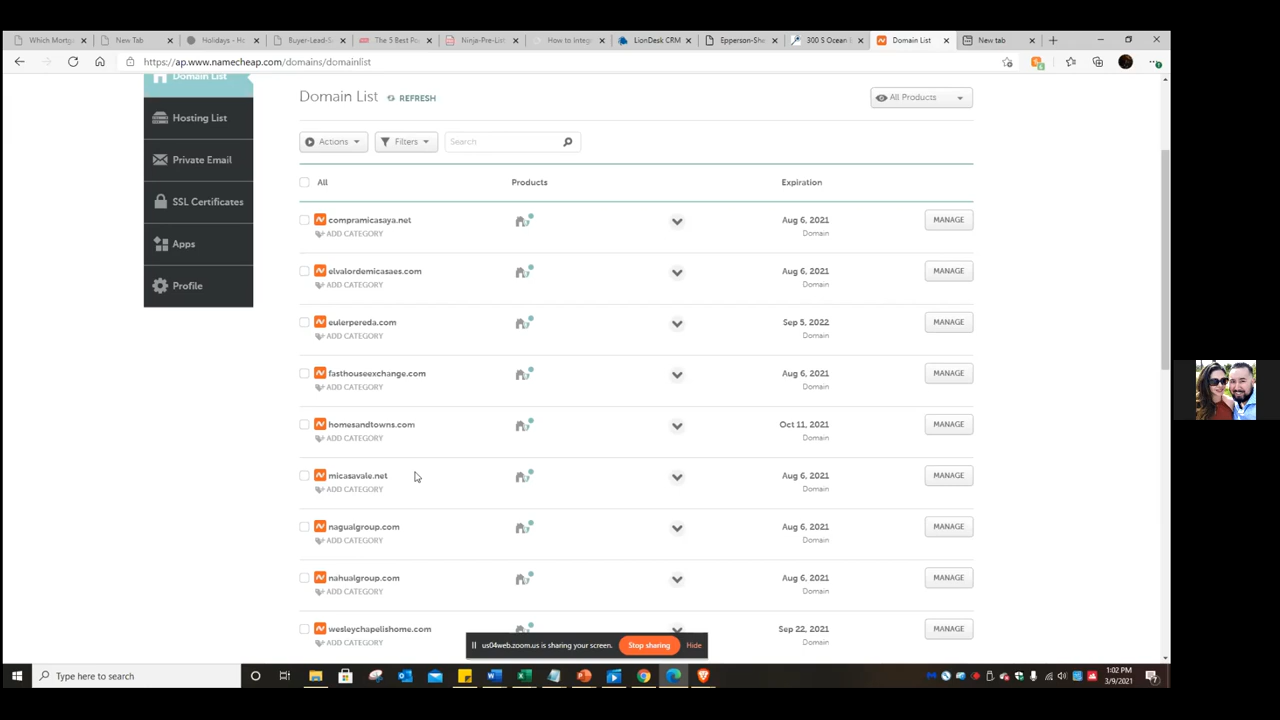 Which Mortg
New Tab
Holidays - Ho
Buyer-Lead-S
The 5 Best Po
Ninja-Pre-List
How to Integ
LionDesk CRM
Epperson-She
300 S Ocean
Domain List
New tab
https://ap.www.namecheap.com/domains/domainlist
Domain List
Hosting List
Private Email
SSL Certificates
Apps
Profile
Domain List REFRESH
All Products
Actions Filters Search
All Products Expiration
compramicasaya.net Aug 6, 2021 MANAGE
ADD CATEGORY Domain
elvalordemicasaes.com Aug 6, 2021 MANAGE
ADD CATEGORY Domain
eulerpereda.com Sep 5, 2022 MANAGE
ADD CATEGORY Domain
fasthouseexchange.com Aug 6, 2021 MANAGE
ADD CATEGORY Domain
homesandtowns.com Oct 11, 2021 MANAGE
ADD CATEGORY Domain
micasavale.net Aug 6, 2021 MANAGE
ADD CATEGORY Domain
nagualgroup.com Aug 6, 2021 MANAGE
ADD CATEGORY Domain
nahualgroup.com Aug 6, 2021 MANAGE
ADD CATEGORY Domain
wesleychapelishome.com Sep 22, 2021 MANAGE
ADD CATEGORY Domain
us04web.zoom.us is sharing your screen. Stop sharing Hide
Type here to search
1:02 PM
3/9/2021